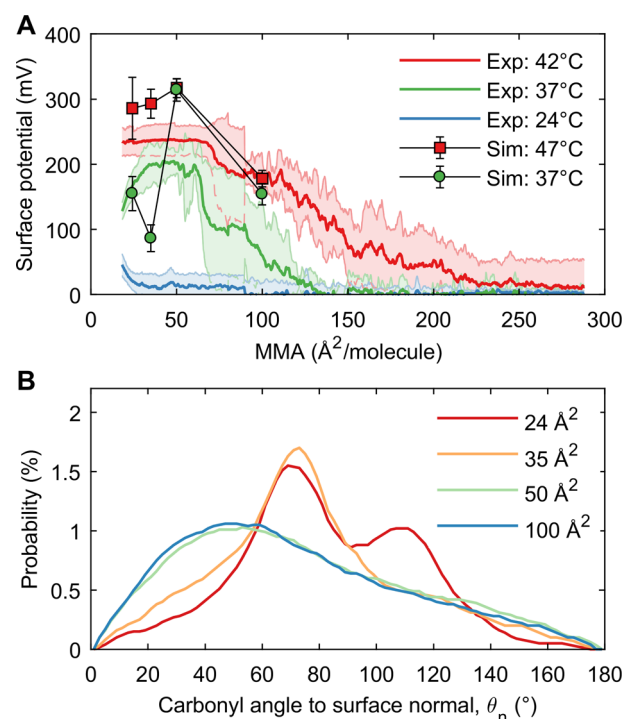 A
400
300
200
100
0
Surface potential (mV)
Exp: 42°C
Exp: 37°C
Exp: 24°C
Sim: 47°C
Sim: 37°C
0 50 100 150 200 250 300
MMA (Å²/molecule)
B
2
1.5
1
0.5
0
Probability (%)
24 Å²
35 Å²
50 Å²
100 Å²
0 20 40 60 80 100 120 140 160 180
Carbonyl angle to surface normal, θₙ (°)